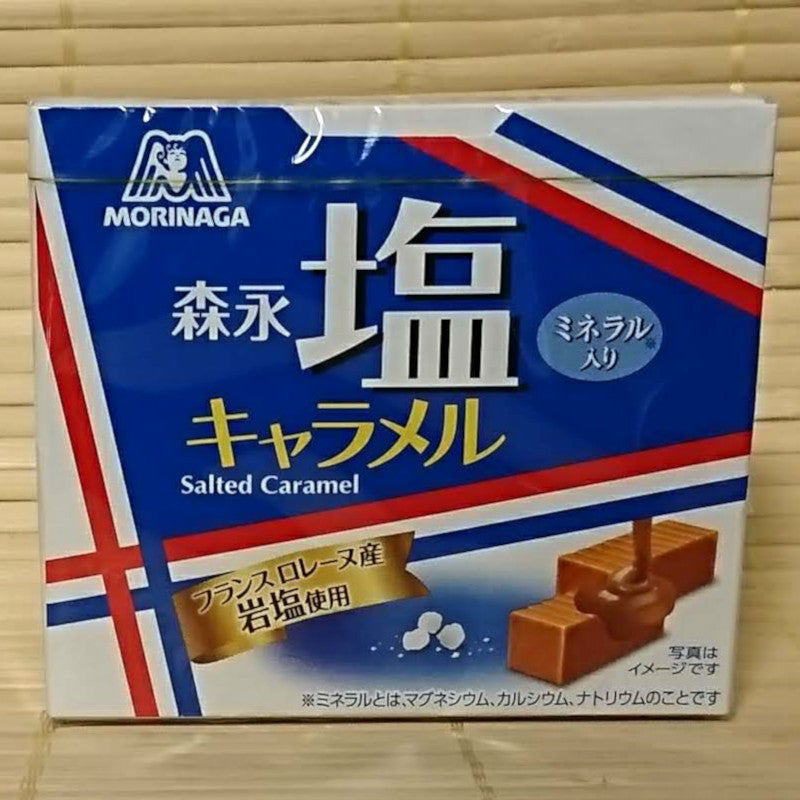 MORINAGA
森永
塩
キャラメル
Salted Caramel
ミネラル※
入り
フランスロレーヌ産
岩塩使用
写真は
イメージです
※ミネラルとは、マグネシウム、カルシウム、ナトリウムのことです